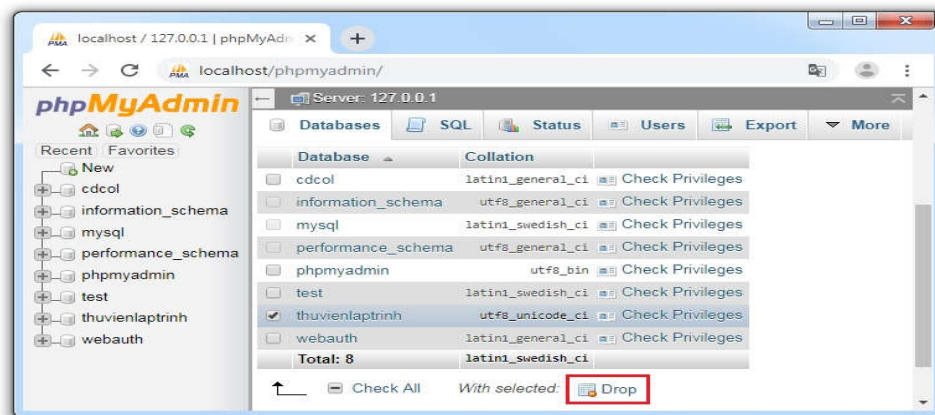 localhost / 127.0.0.1 | phpMyAdm
localhost/phpmyadmin/
phpMyAdmin
Recent Favorites
New
cdcol
information_schema
mysql
performance_schema
phpmyadmin
test
thuvienlaptrinh
webauth
Server: 127.0.0.1
Databases SQL Status Users Export More
Database Collation
cdcol latin1_general_ci Check Privileges
information_schema utf8_general_ci Check Privileges
mysql latin1_swedish_ci Check Privileges
performance_schema utf8_general_ci Check Privileges
phpmyadmin utf8_bin Check Privileges
test latin1_swedish_ci Check Privileges
thuvienlaptrinh utf8_unicode_ci Check Privileges
webauth latin1_general_ci Check Privileges
Total: 8 latin1_swedish_ci
Check All With selected: Drop